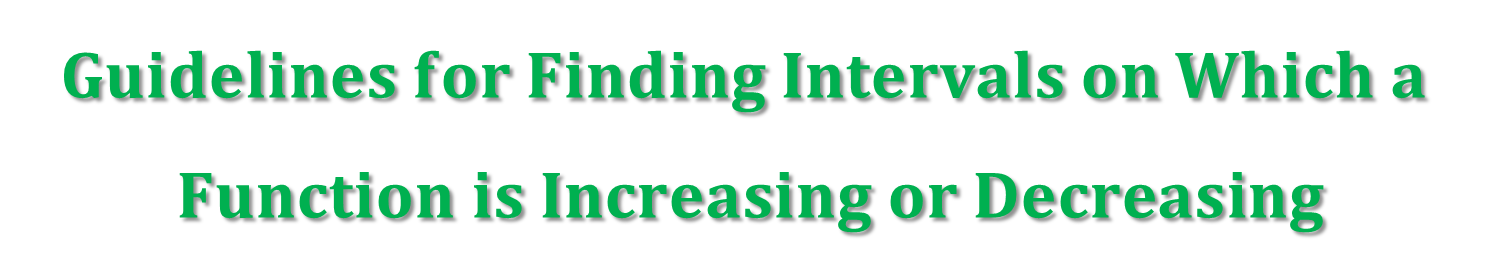 Guidelines for Finding Intervals on Which a
Function is Increasing or Decreasing